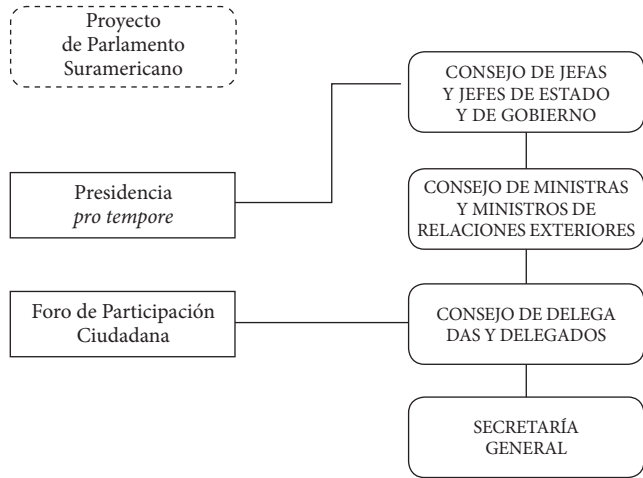 Proyecto
de Parlamento
Suramericano
CONSEJO DE JEFAS
Y JEFES DE ESTADO
Y DE GOBIERNO
Presidencia
pro tempore
CONSEJO DE MINISTRAS
Y MINISTROS DE
RELACIONES EXTERIORES
Foro de Participación
Ciudadana
CONSEJO DE DELEGA
DAS Y DELEGADOS
SECRETARÍA
GENERAL